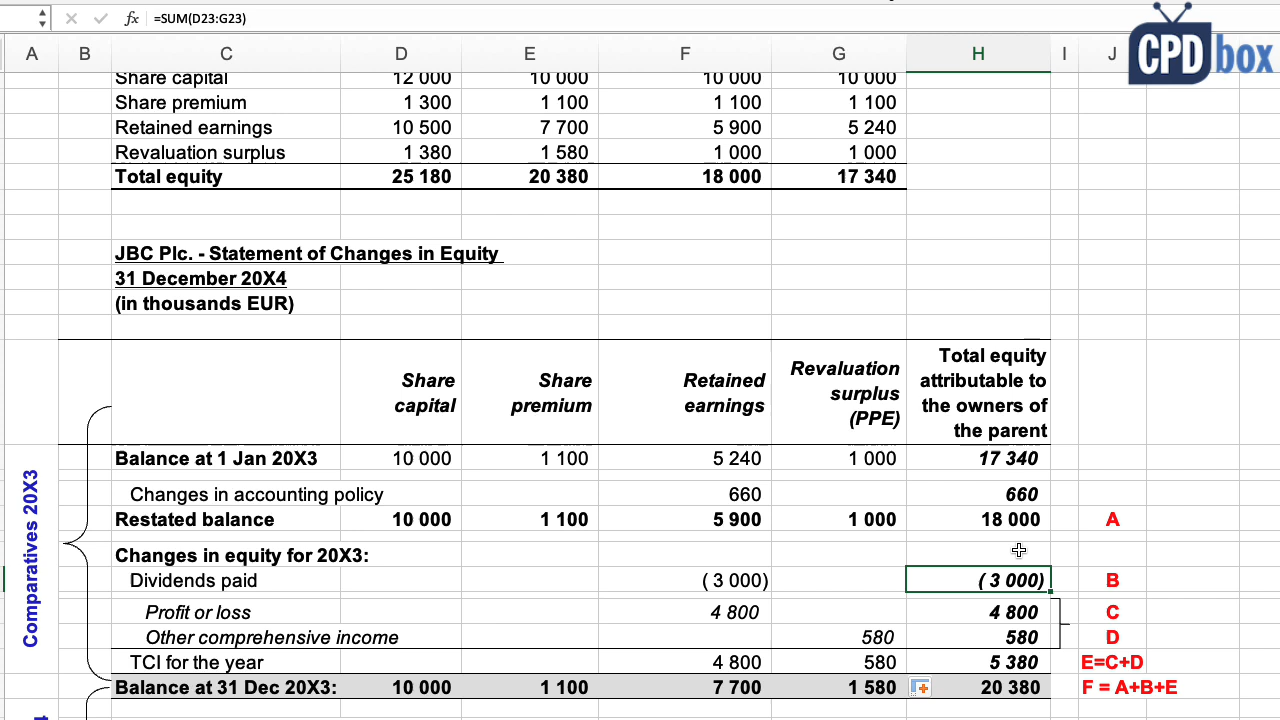 fx =SUM(D23:G23)
CPDbox
A B C D E F G H I J
Share capital 12 000 10 000 10 000 10 000
Share premium 1 300 1 100 1 100 1 100
Retained earnings 10 500 7 700 5 900 5 240
Revaluation surplus 1 380 1 580 1 000 1 000
Total equity 25 180 20 380 18 000 17 340
JBC Plc. - Statement of Changes in Equity
31 December 20X4
(in thousands EUR)
Share capital Share premium Retained earnings Revaluation surplus (PPE) Total equity attributable to the owners of the parent
Comparatives 20X3
Balance at 1 Jan 20X3 10 000 1 100 5 240 1 000 17 340
Changes in accounting policy 660 660
Restated balance 10 000 1 100 5 900 1 000 18 000 A
Changes in equity for 20X3:
Dividends paid ( 3 000) ( 3 000) B
Profit or loss 4 800 4 800 C
Other comprehensive income 580 580 D
TCI for the year 4 800 580 5 380 E=C+D
Balance at 31 Dec 20X3: 10 000 1 100 7 700 1 580 20 380 F = A+B+E